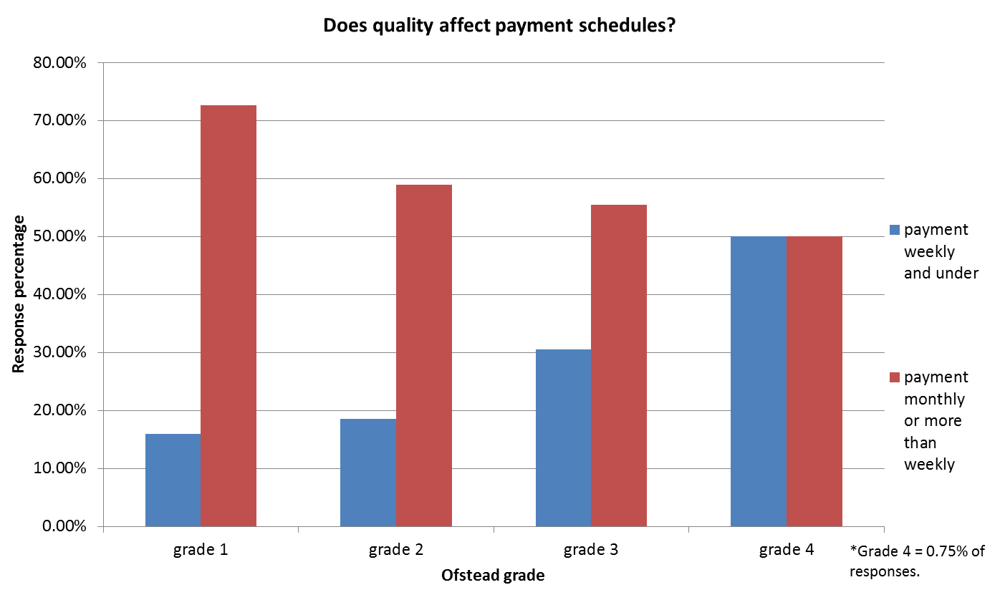 Does quality affect payment schedules?
80.00%
70.00%
60.00%
50.00%
40.00%
30.00%
20.00%
10.00%
0.00%
Response percentage
grade 1
grade 2
grade 3
grade 4
Ofstead grade
payment
weekly
and under
payment
monthly
or more
than
weekly
*Grade 4 = 0.75% of
responses.